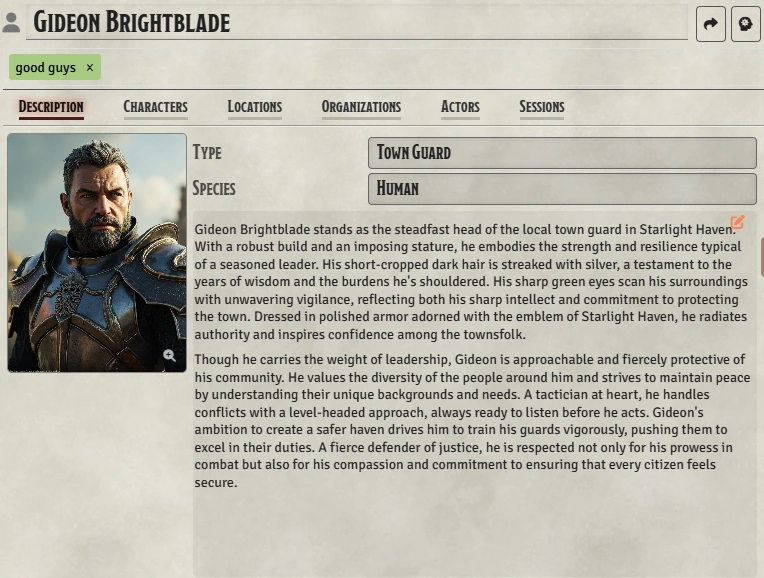 Gideon Brightblade
good guys ×
Description Characters Locations Organizations Actors Sessions
Type Town Guard
Species Human
Gideon Brightblade stands as the steadfast head of the local town guard in Starlight Haven.
With a robust build and an imposing stature, he embodies the strength and resilience typical
of a seasoned leader. His short-cropped dark hair is streaked with silver, a testament to the
years of wisdom and the burdens he's shouldered. His sharp green eyes scan his surroundings
with unwavering vigilance, reflecting both his sharp intellect and commitment to protecting
the town. Dressed in polished armor adorned with the emblem of Starlight Haven, he radiates
authority and inspires confidence among the townsfolk.
Though he carries the weight of leadership, Gideon is approachable and fiercely protective of
his community. He values the diversity of the people around him and strives to maintain peace
by understanding their unique backgrounds and needs. A tactician at heart, he handles
conflicts with a level-headed approach, always ready to listen before he acts. Gideon's
ambition to create a safer haven drives him to train his guards vigorously, pushing them to
excel in their duties. A fierce defender of justice, he is respected not only for his prowess in
combat but also for his compassion and commitment to ensuring that every citizen feels
secure.